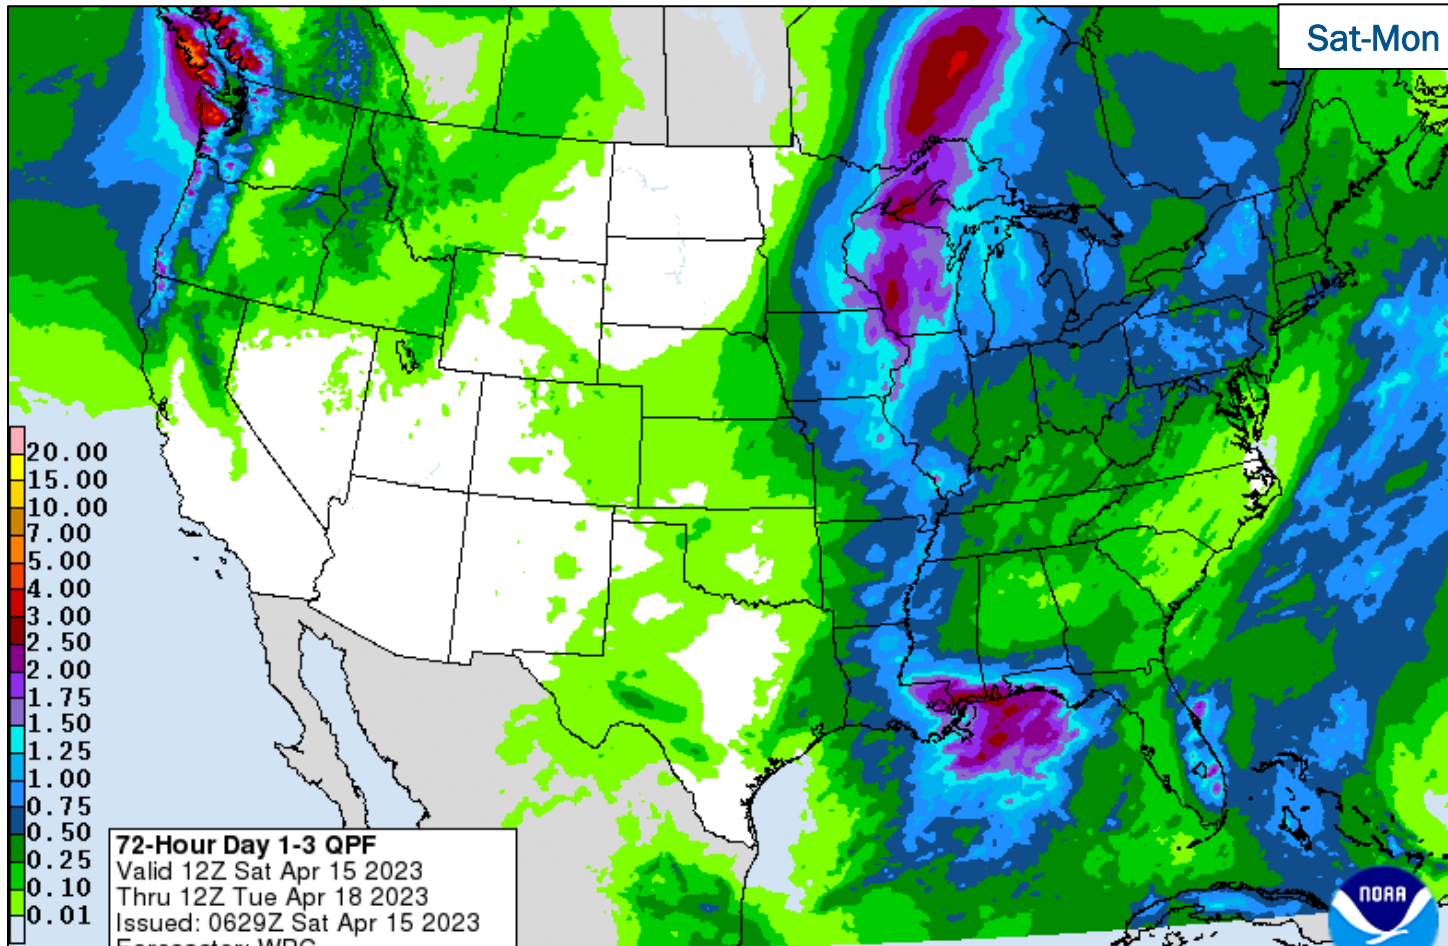 Sat-Mon
20.00
15.00
10.00
7.00
5.00
4.00
3.00
2.50
2.00
1.75
1.50
1.25
1.00
0.75
0.50
0.25
0.10
0.01
72-Hour Day 1-3 QPF
Valid 12Z Sat Apr 15 2023
Thru 12Z Tue Apr 18 2023
Issued: 0629Z Sat Apr 15 2023
Forecaster: WPC
NOAA